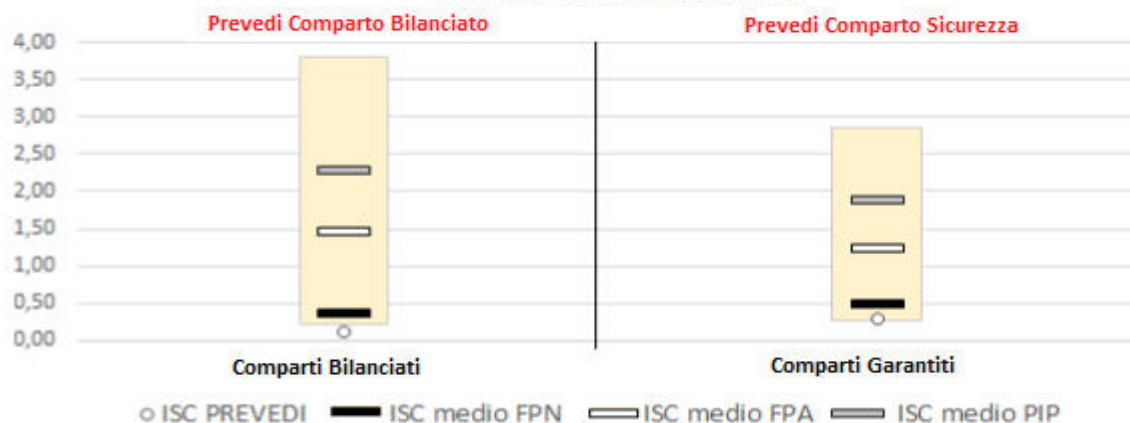 Prevedi Comparto Bilanciato
Prevedi Comparto Sicurezza
4,00
3,50
3,00
2,50
2,00
1,50
1,00
0,50
0,00
Comparti Bilanciati
Comparti Garantiti
ISC PREVEDI
ISC medio FPN
ISC medio FPA
ISC medio PIP